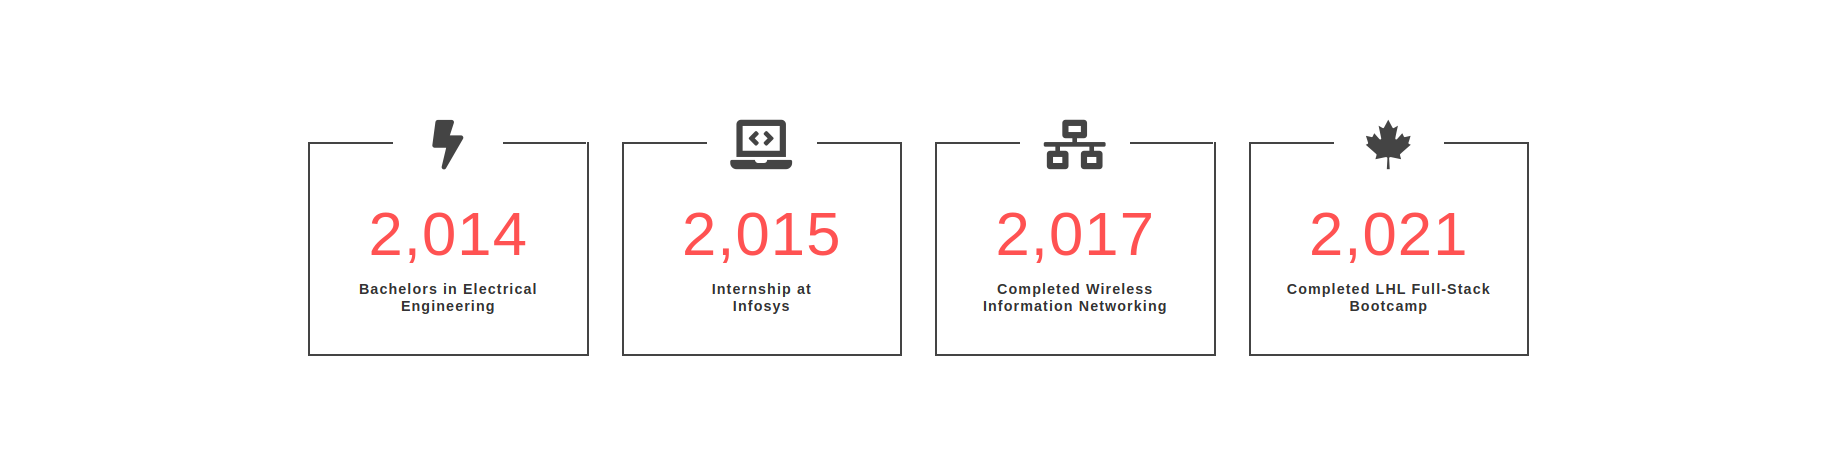 2,014
Bachelors in Electrical
Engineering
2,015
Internship at
Infosys
2,017
Completed Wireless
Information Networking
2,021
Completed LHL Full-Stack
Bootcamp